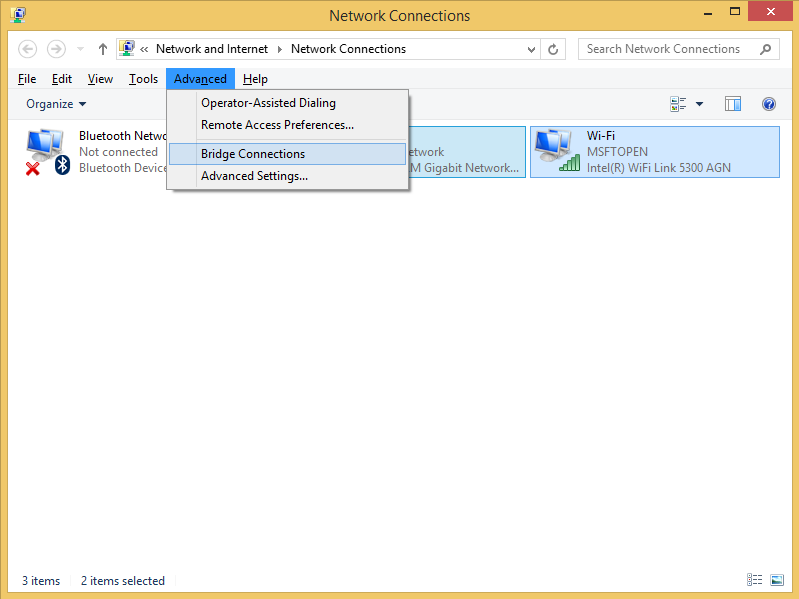 Network Connections
« Network and Internet Network Connections
Search Network Connections
File Edit View Tools Advanced Help
Organize
Operator-Assisted Dialing
Remote Access Preferences...
Bridge Connections
Advanced Settings...
Bluetooth
Not connected
Bluetooth Device
M Gigabit Network...
Wi-Fi
MSFTOPEN
Intel(R) WiFi Link 5300 AGN
3 items 2 items selected